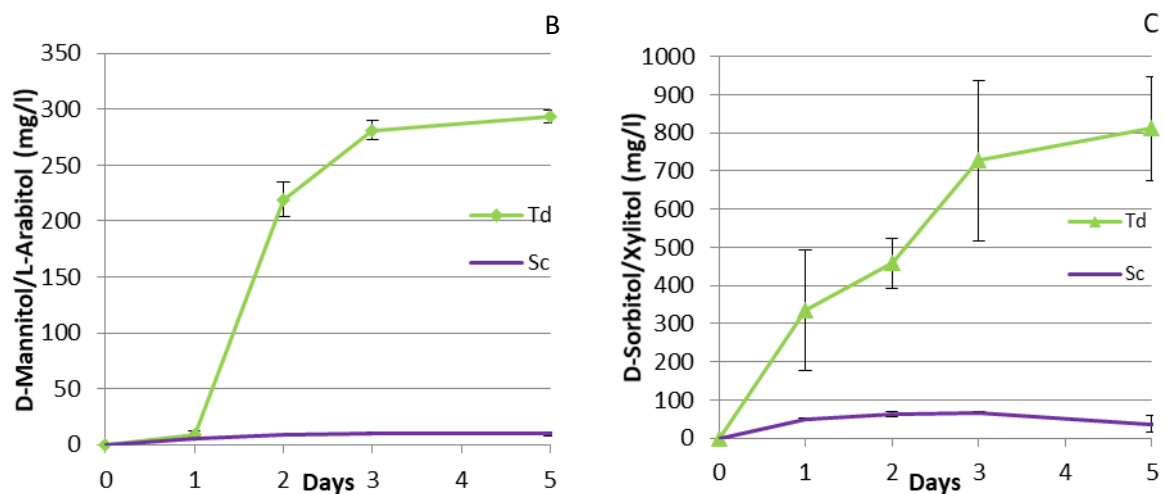 B
D-Mannitol/L-Arabitol (mg/l)
350
300
250
200
150
100
50
0
0 1 2 3 4 5
Days
Td
Sc
C
D-Sorbitol/Xylitol (mg/l)
1000
900
800
700
600
500
400
300
200
100
0
0 1 2 3 4 5
Days
Td
Sc